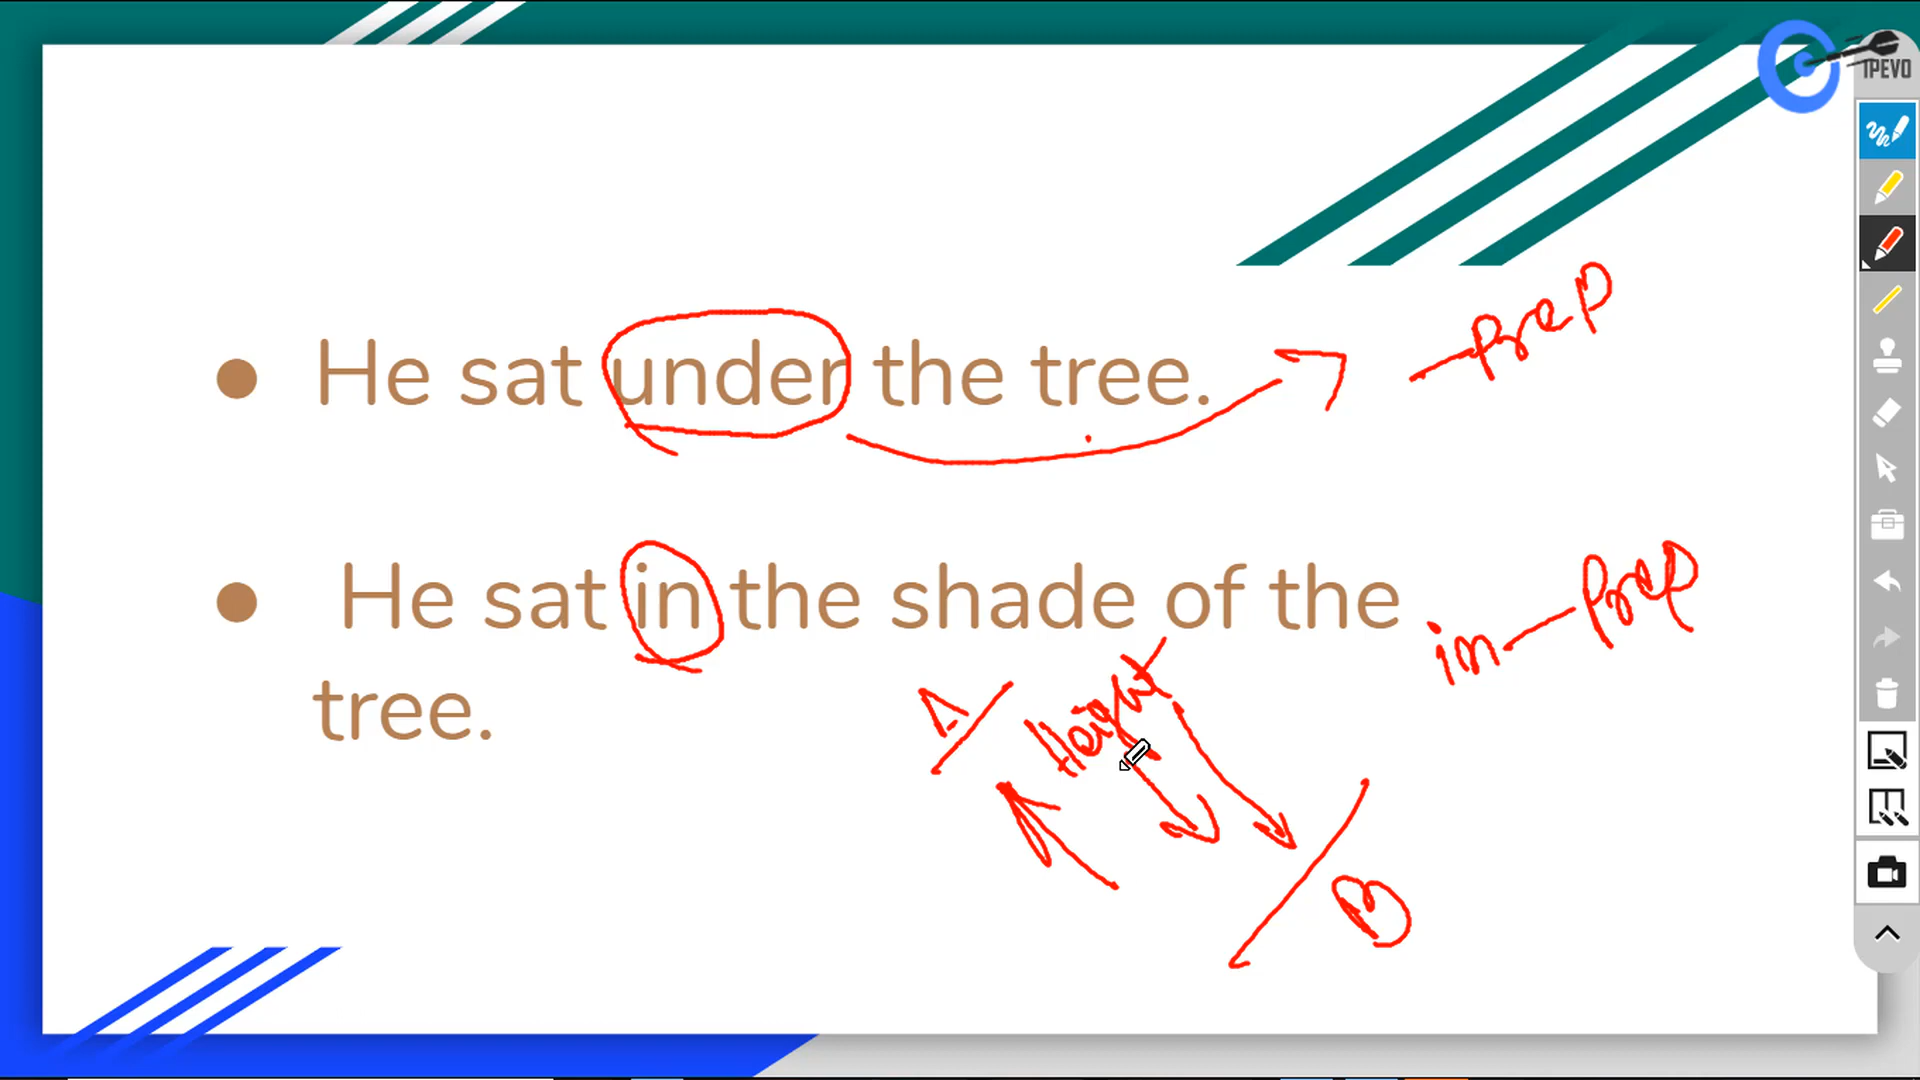 IPEVO
Prep
He sat under the tree.
He sat in the shade of the
tree.
in — Prep
A
Height
B